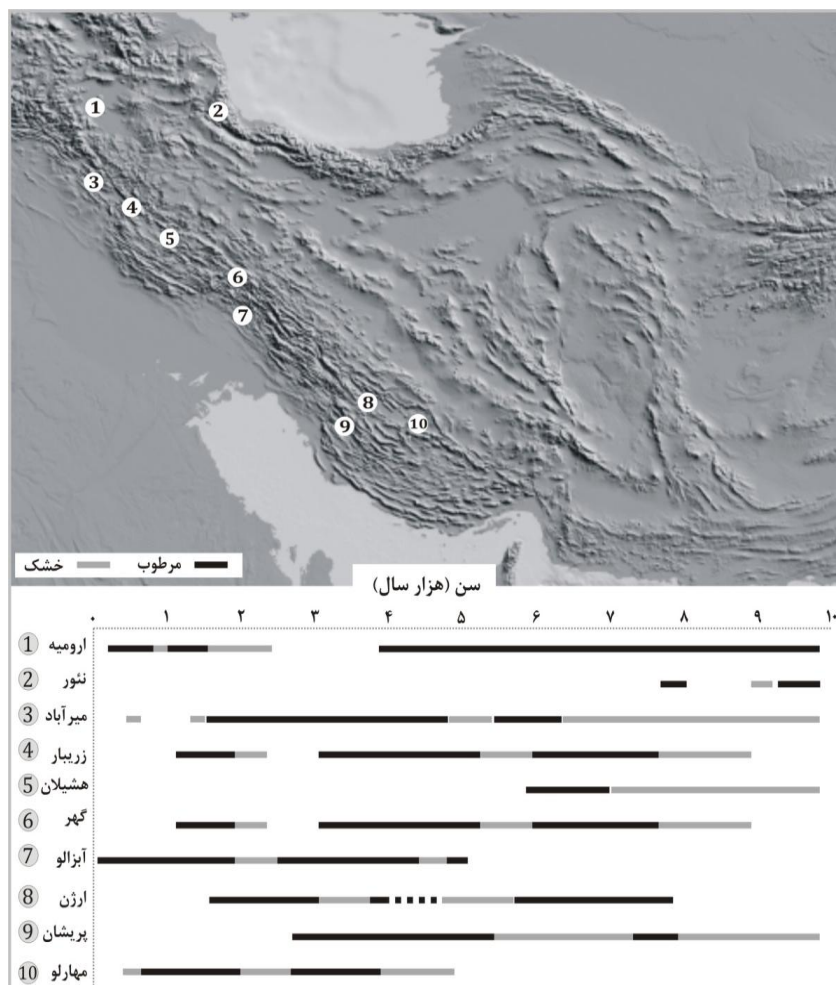 1
2
3
4
5
6
7
8
9
10
مرطوب خشک
سن (هزار سال)
۰ ۱ ۲ ۳ ۴ ۵ ۶ ۷ ۸ ۹ ۱۰
1 ارومیه
2 نئور
3 میرآباد
4 زریبار
5 هشیلان
6 گهر
7 آبزالو
8 ارژن
9 پریشان
10 مهارلو